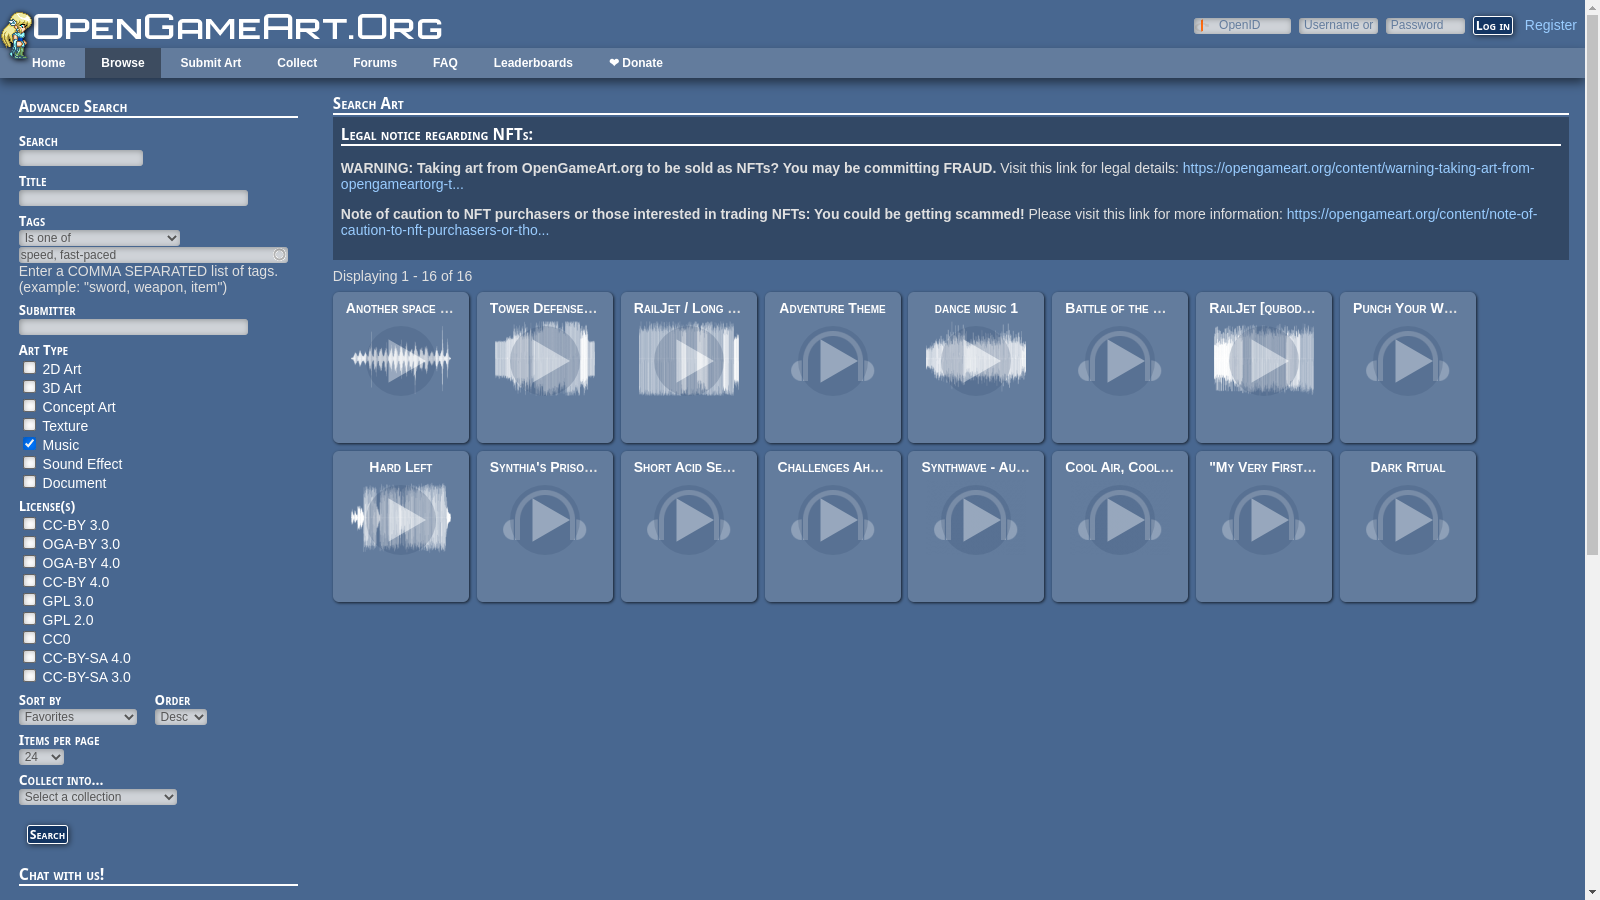 OpenGameArt.Org
OpenID
Username or
Password
Log in
Register
Home
Browse
Submit Art
Collect
Forums
FAQ
Leaderboards
❤ Donate
Advanced Search
Search
Title
Tags
Is one of
speed, fast-paced
Enter a COMMA SEPARATED list of tags.
(example: "sword, weapon, item")
Submitter
Art Type
2D Art
3D Art
Concept Art
Texture
Music
Sound Effect
Document
License(s)
CC-BY 3.0
OGA-BY 3.0
OGA-BY 4.0
CC-BY 4.0
GPL 3.0
GPL 2.0
CC0
CC-BY-SA 4.0
CC-BY-SA 3.0
Sort by
Order
Favorites
Desc
Items per page
24
Collect into...
Select a collection
Search
Chat with us!
Search Art
Legal notice regarding NFTs:
WARNING: Taking art from OpenGameArt.org to be sold as NFTs? You may be committing FRAUD. Visit this link for legal details: https://opengameart.org/content/warning-taking-art-from-
opengameartorg-t...
Note of caution to NFT purchasers or those interested in trading NFTs: You could be getting scammed! Please visit this link for more information: https://opengameart.org/content/note-of-
caution-to-nft-purchasers-or-tho...
Displaying 1 - 16 of 16
Another space ...
Tower Defense...
RailJet / Long ...
Adventure Theme
dance music 1
Battle of the ...
RailJet [qubod...
Punch Your W...
Hard Left
Synthia's Priso...
Short Acid Se...
Challenges Ah...
Synthwave - Au...
Cool Air, Cool...
"My Very First...
Dark Ritual